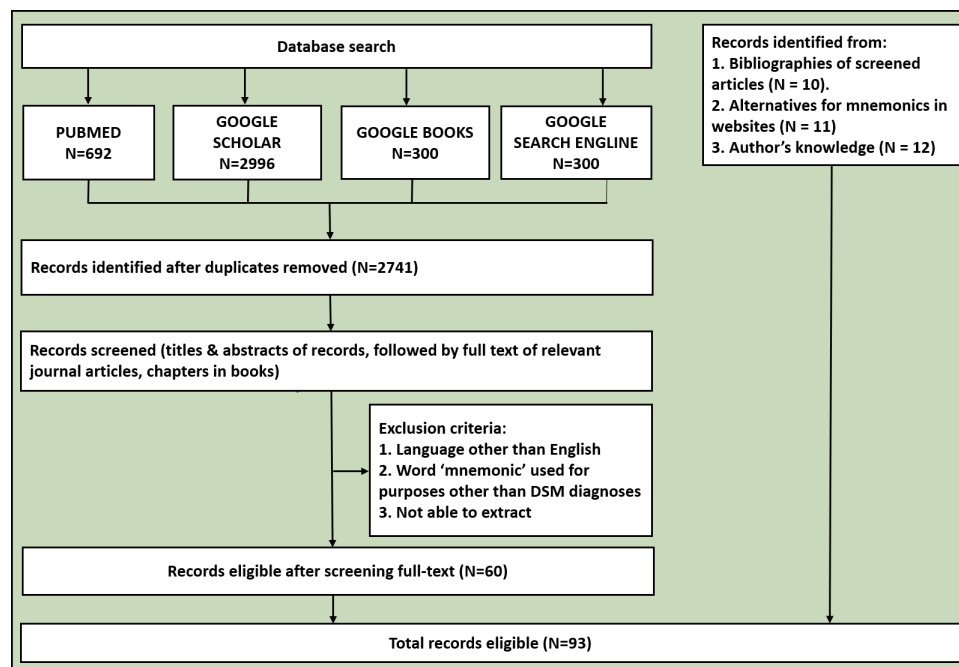 Database search
PUBMED
N=692
GOOGLE
SCHOLAR
N=2996
GOOGLE BOOKS
N=300
GOOGLE
SEARCH ENGLINE
N=300
Records identified from:
1. Bibliographies of screened
articles (N = 10).
2. Alternatives for mnemonics in
websites (N = 11)
3. Author's knowledge (N = 12)
Records identified after duplicates removed (N=2741)
Records screened (titles & abstracts of records, followed by full text of relevant
journal articles, chapters in books)
Exclusion criteria:
1. Language other than English
2. Word ‘mnemonic’ used for
purposes other than DSM diagnoses
3. Not able to extract
Records eligible after screening full-text (N=60)
Total records eligible (N=93)